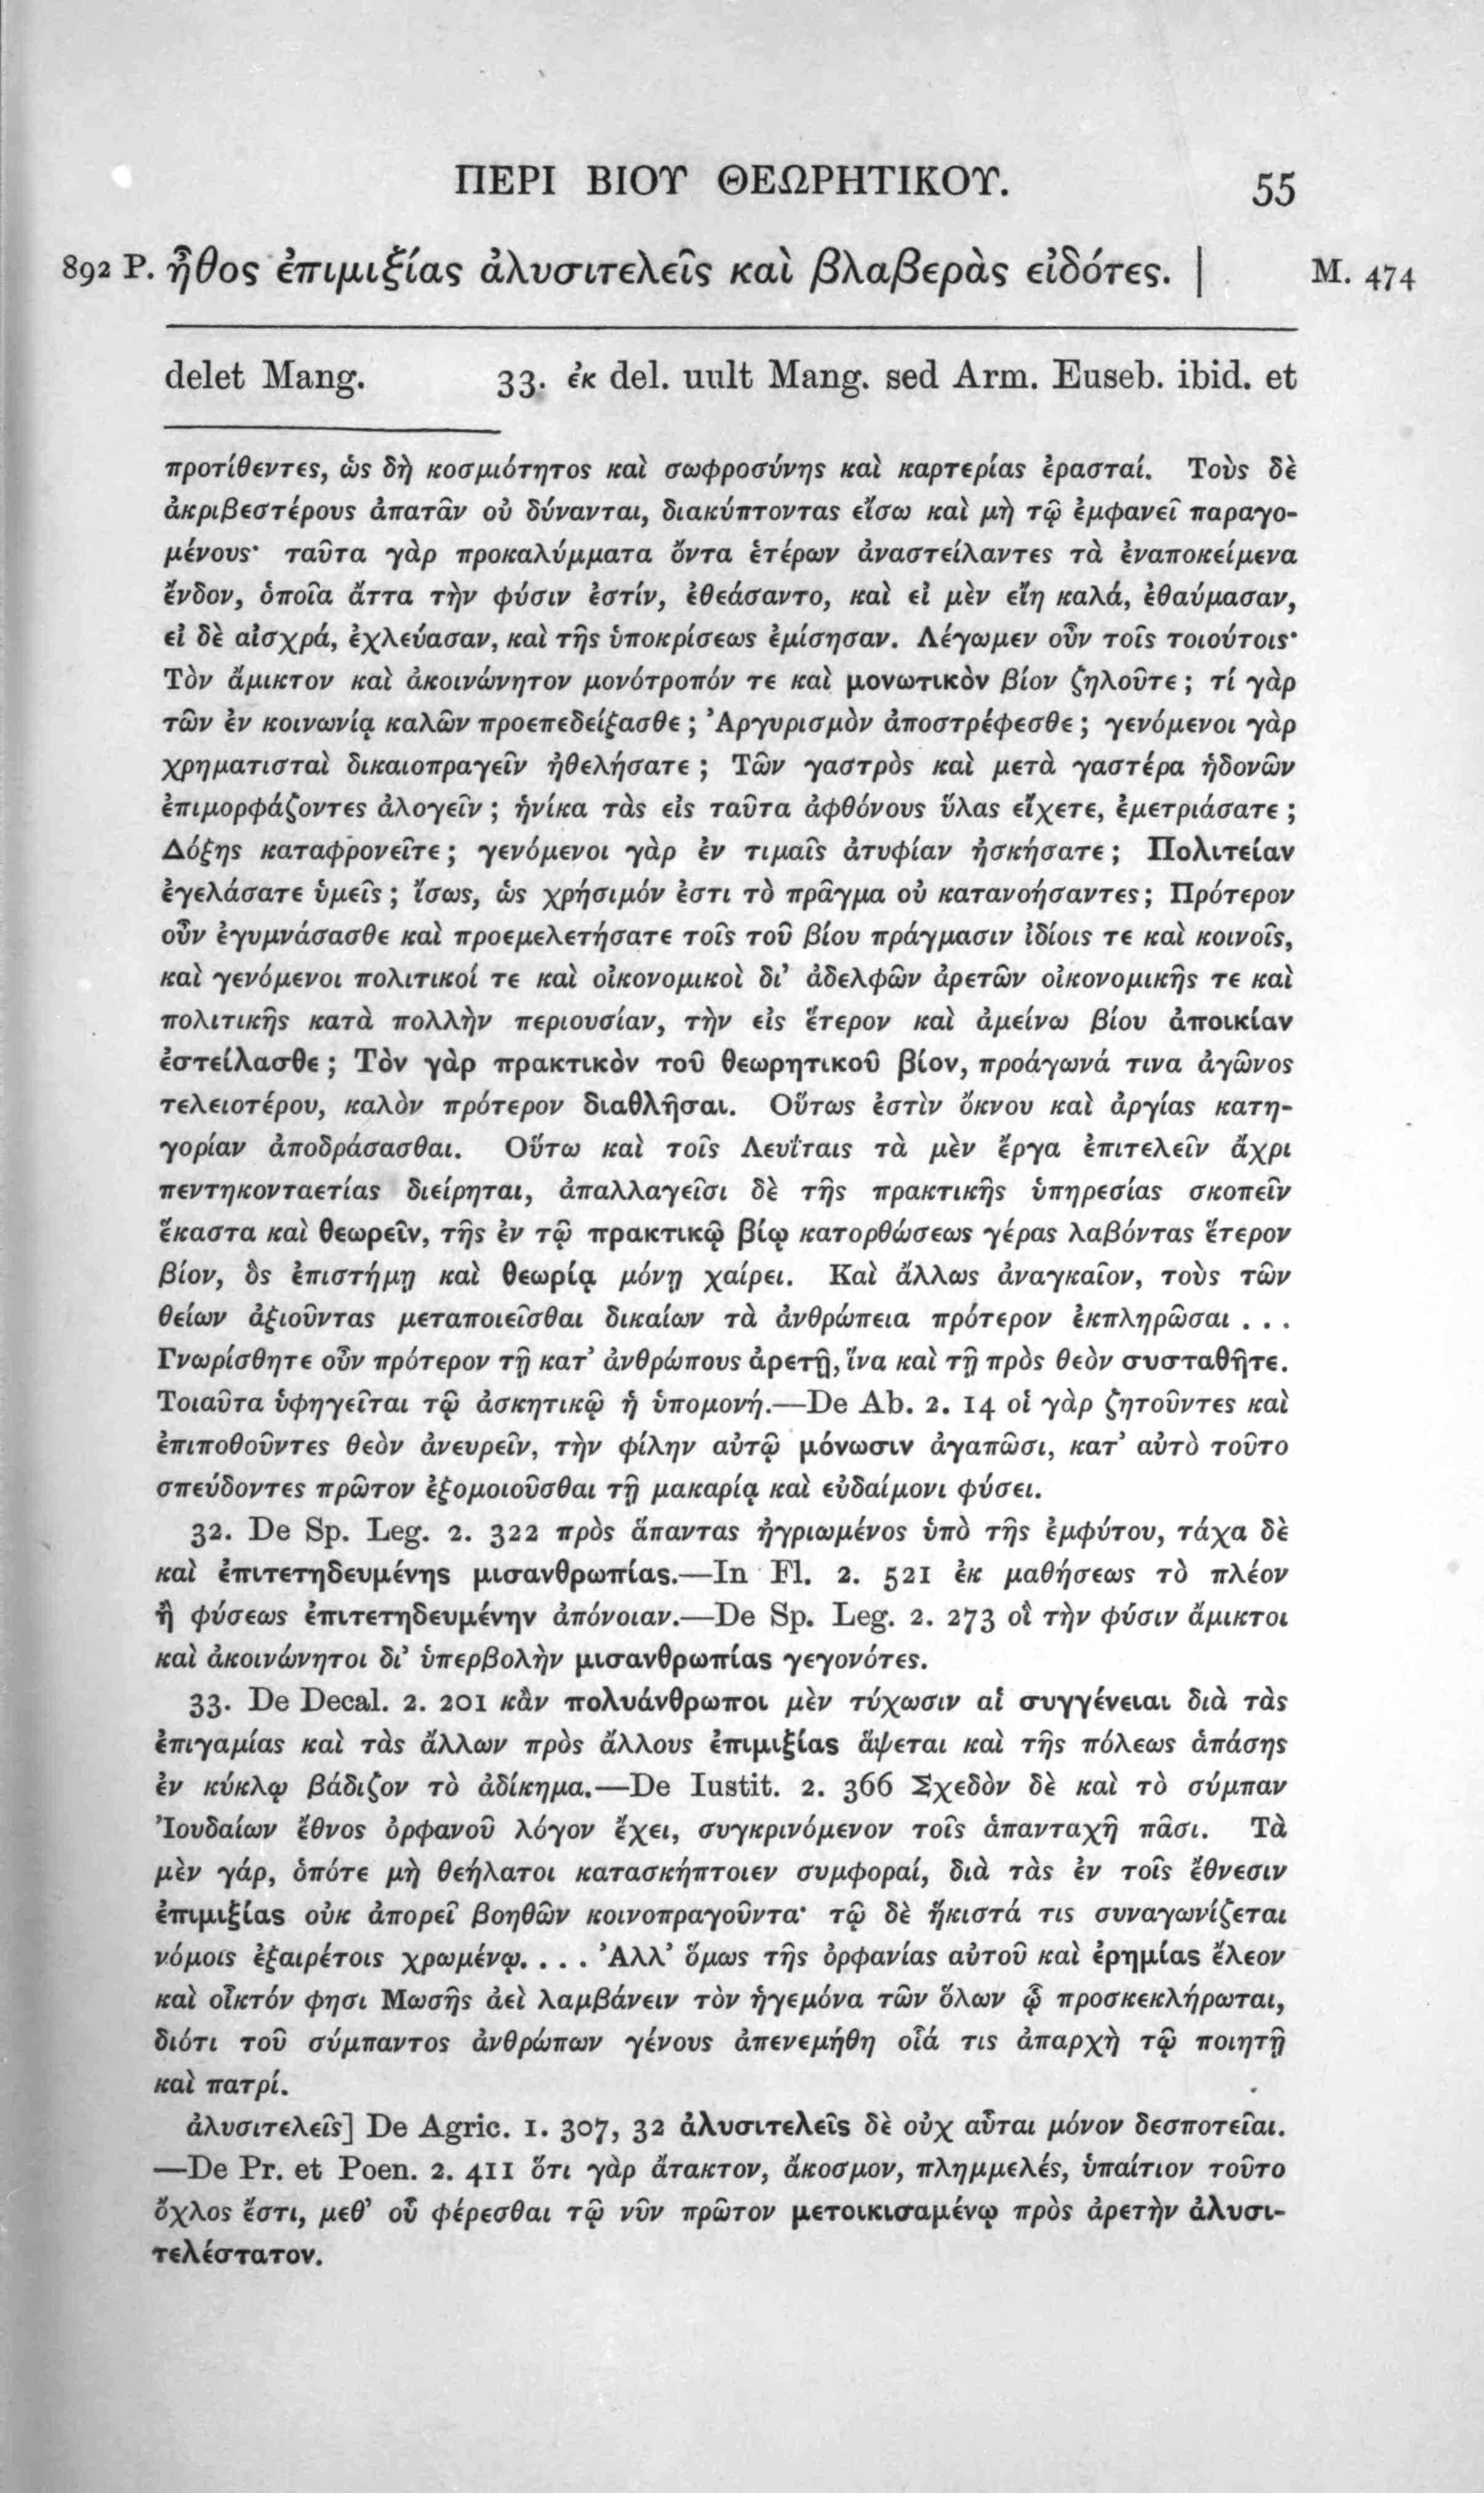 ΠΕΡΙ ΒΙΟΥ ΘΕΩΡΗΤΙΚΟΥ. 55
892 P. ἦθος ἐπιμιξίας ἀλυσιτελεῖς καὶ βλαβερὰς εἰδότες. | M. 474
delet Mang. 33. ἐκ del. uult Mang. sed Arm. Euseb. ibid. et
προτίθεντες, ὡς δὴ κοσμιότητος καὶ σωφροσύνης καὶ καρτερίας ἐρασταί. Τοὺς δὲ
ἀκριβεστέρους ἀπατᾶν οὐ δύνανται, διακύπτοντας εἴσω καὶ μὴ τῷ ἐμφανεῖ παραγο-
μένους· ταῦτα γὰρ προκαλύμματα ὄντα ἑτέρων ἀναστείλαντες τὰ ἐναποκείμενα
ἔνδον, ὁποῖα ἄττα τὴν φύσιν ἐστίν, ἐθεάσαντο, καὶ εἰ μὲν εἴη καλά, ἐθαύμασαν,
εἰ δὲ αἰσχρά, ἐχλεύασαν, καὶ τῆς ὑποκρίσεως ἐμίσησαν. Λέγωμεν οὖν τοῖς τοιούτοις·
Τὸν ἄμικτον καὶ ἀκοινώνητον μονότροπόν τε καὶ μονωτικὸν βίον ζηλοῦτε; τί γὰρ
τῶν ἐν κοινωνίᾳ καλῶν προεπεδείξασθε; Ἀργυρισμὸν ἀποστρέφεσθε; γενόμενοι γὰρ
χρηματισταὶ δικαιοπραγεῖν ἠθελήσατε; Τῶν γαστρὸς καὶ μετὰ γαστέρα ἡδονῶν
ἐπιμορφάζοντες ἀλογεῖν; ἡνίκα τὰς εἰς ταῦτα ἀφθόνους ὕλας εἴχετε, ἐμετριάσατε;
Δόξης καταφρονεῖτε; γενόμενοι γὰρ ἐν τιμαῖς ἀτυφίαν ἠσκήσατε; Πολιτείαν
ἐγελάσατε ὑμεῖς; ἴσως, ὡς χρήσιμόν ἐστι τὸ πρᾶγμα οὐ κατανοήσαντες; Πρότερον
οὖν ἐγυμνάσασθε καὶ προεμελετήσατε τοῖς τοῦ βίου πράγμασιν ἰδίοις τε καὶ κοινοῖς,
καὶ γενόμενοι πολιτικοί τε καὶ οἰκονομικοὶ δι’ ἀδελφῶν ἀρετῶν οἰκονομικῆς τε καὶ
πολιτικῆς κατὰ πολλὴν περιουσίαν, τὴν εἰς ἕτερον καὶ ἀμείνω βίου ἀποικίαν
ἐστείλασθε; Τὸν γὰρ πρακτικὸν τοῦ θεωρητικοῦ βίον, προάγωνά τινα ἀγῶνος
τελειοτέρου, καλὸν πρότερον διαθλῆσαι. Οὕτως ἐστὶν ὄκνου καὶ ἀργίας κατη-
γορίαν ἀποδράσασθαι. Οὕτω καὶ τοῖς Λευΐταις τὰ μὲν ἔργα ἐπιτελεῖν ἄχρι
πεντηκονταετίας διείρηται, ἀπαλλαγεῖσι δὲ τῆς πρακτικῆς ὑπηρεσίας σκοπεῖν
ἕκαστα καὶ θεωρεῖν, τῆς ἐν τῷ πρακτικῷ βίῳ κατορθώσεως γέρας λαβόντας ἕτερον
βίον, ὃς ἐπιστήμῃ καὶ θεωρίᾳ μόνῃ χαίρει. Καὶ ἄλλως ἀναγκαῖον, τοὺς τῶν
θείων ἀξιοῦντας μεταποιεῖσθαι δικαίων τὰ ἀνθρώπεια πρότερον ἐκπληρῶσαι . . .
Γνωρίσθητε οὖν πρότερον τῇ κατ’ ἀνθρώπους ἀρετῇ, ἵνα καὶ τῇ πρὸς θεὸν συσταθῆτε.
Τοιαῦτα ὑφηγεῖται τῷ ἀσκητικῷ ἡ ὑπομονή.—De Ab. 2. 14 οἱ γὰρ ζητοῦντες καὶ
ἐπιποθοῦντες θεὸν ἀνευρεῖν, τὴν φίλην αὐτῷ μόνωσιν ἀγαπῶσι, κατ’ αὐτὸ τοῦτο
σπεύδοντες πρῶτον ἐξομοιοῦσθαι τῇ μακαρίᾳ καὶ εὐδαίμονι φύσει.
32. De Sp. Leg. 2. 322 πρὸς ἅπαντας ἠγριωμένος ὑπὸ τῆς ἐμφύτου, τάχα δὲ
καὶ ἐπιτετηδευμένης μισανθρωπίας.—In Fl. 2. 521 ἐκ μαθήσεως τὸ πλέον
ἢ φύσεως ἐπιτετηδευμένην ἀπόνοιαν.—De Sp. Leg. 2. 273 οἳ τὴν φύσιν ἄμικτοι
καὶ ἀκοινώνητοι δι’ ὑπερβολὴν μισανθρωπίας γεγονότες.
33. De Decal. 2. 201 κἂν πολυάνθρωποι μὲν τύχωσιν αἱ συγγένειαι διὰ τὰς
ἐπιγαμίας καὶ τὰς ἄλλων πρὸς ἄλλους ἐπιμιξίας ἅψεται καὶ τῆς πόλεως ἁπάσης
ἐν κύκλῳ βάδιζον τὸ ἀδίκημα.—De Iustit. 2. 366 Σχεδὸν δὲ καὶ τὸ σύμπαν
Ἰουδαίων ἔθνος ὀρφανοῦ λόγον ἔχει, συγκρινόμενον τοῖς ἁπανταχῆ πᾶσι. Τὰ
μὲν γάρ, ὁπότε μὴ θεήλατοι κατασκήπτοιεν συμφοραί, διὰ τὰς ἐν τοῖς ἔθνεσιν
ἐπιμιξίας οὐκ ἀπορεῖ βοηθῶν κοινοπραγοῦντα· τῷ δὲ ἥκιστά τις συναγωνίζεται
νόμοις ἐξαιρέτοις χρωμένῳ. . . . Ἀλλ’ ὅμως τῆς ὀρφανίας αὐτοῦ καὶ ἐρημίας ἔλεον
καὶ οἶκτόν φησι Μωσῆς ἀεὶ λαμβάνειν τὸν ἡγεμόνα τῶν ὅλων ᾧ προσκεκλήρωται,
διότι τοῦ σύμπαντος ἀνθρώπων γένους ἀπενεμήθη οἷά τις ἀπαρχὴ τῷ ποιητῇ
καὶ πατρί.
ἀλυσιτελεῖς] De Agric. 1. 307, 32 ἀλυσιτελεῖς δὲ οὐχ αὗται μόνον δεσποτεῖαι.
—De Pr. et Poen. 2. 411 ὅτι γὰρ ἄτακτον, ἄκοσμον, πλημμελές, ὑπαίτιον τοῦτο
ὄχλος ἔστι, μεθ’ οὗ φέρεσθαι τῷ νῦν πρῶτον μετοικισαμένῳ πρὸς ἀρετὴν ἀλυσι-
τελέστατον.